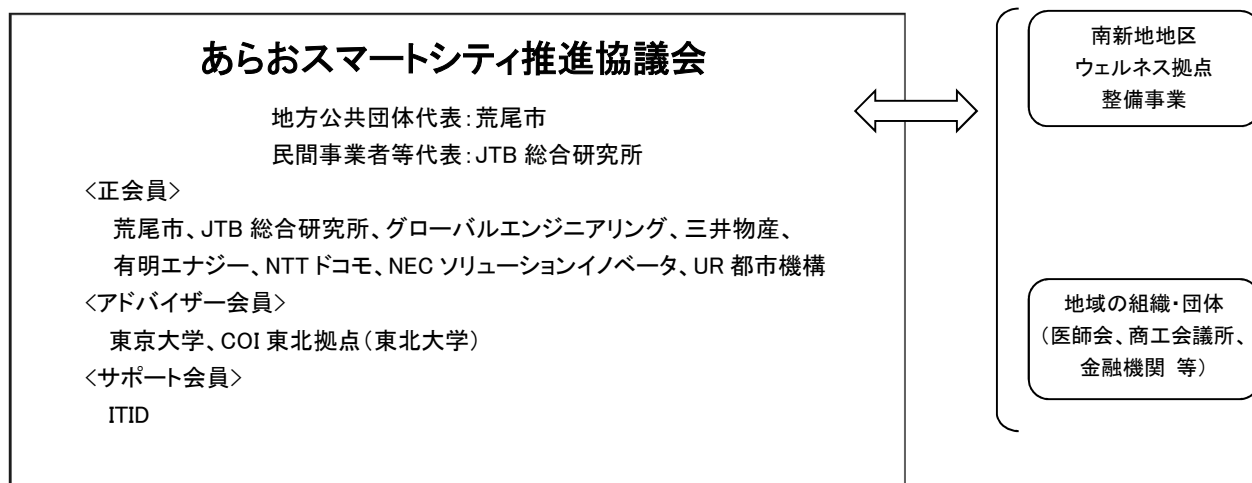 あらおスマートシティ推進協議会
地方公共団体代表：荒尾市
民間事業者等代表：JTB 総合研究所
＜正会員＞
荒尾市、JTB 総合研究所、グローバルエンジニアリング、三井物産、
有明エナジー、NTT ドコモ、NEC ソリューションイノベータ、UR 都市機構
＜アドバイザー会員＞
東京大学、COI 東北拠点（東北大学）
＜サポート会員＞
ITID
南新地地区
ウェルネス拠点
整備事業
地域の組織・団体
（医師会、商工会議所、
金融機関 等）